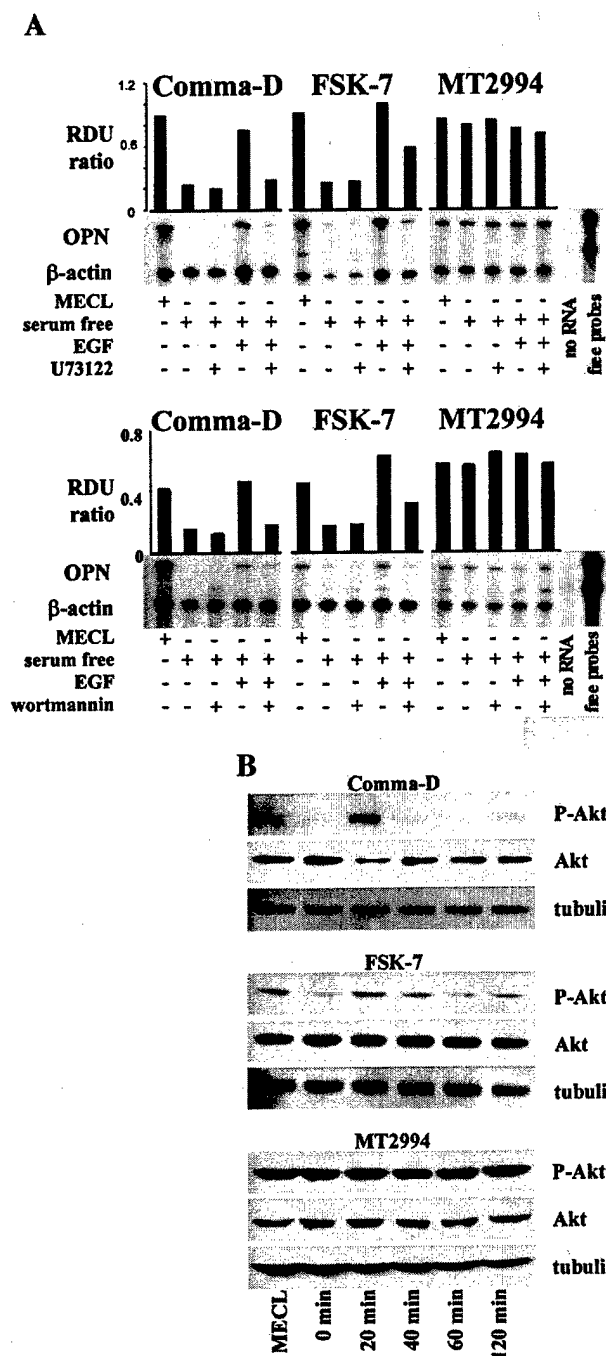 A
Comma-D FSK-7 MT2994
1.2
RDU
ratio
0.6
0
OPN
β-actin
MECL + - - - - + - - - - + - - - -
serum free - + + + + - + + + + - + + + +
EGF - - - + + - - - + + - - - + +
U73122 - - + - + - - + - + - - + - +
no RNA
free probes
Comma-D FSK-7 MT2994
0.8
RDU
ratio
0.4
0
OPN
β-actin
MECL + - - - - + - - - - + - - - -
serum free - + + + + - + + + + - + + + +
EGF - - - + + - - - + + - - - + +
wortmannin - - + - + - - + - + - - + - +
no RNA
free probes
B
Comma-D
P-Akt
Akt
tubuli
FSK-7
P-Akt
Akt
tubuli
MT2994
P-Akt
Akt
tubuli
MECL
0 min
20 min
40 min
60 min
120 min